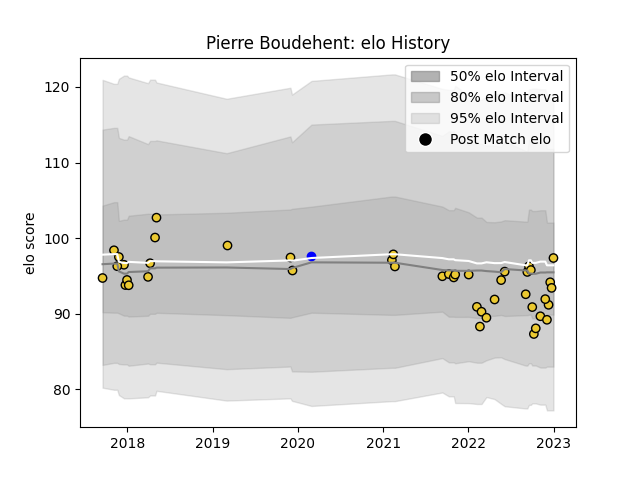 Pierre Boudehent: elo History
50% elo Interval
80% elo Interval
95% elo Interval
Post Match elo
elo score
120
110
100
90
80
2018
2019
2020
2021
2022
2023